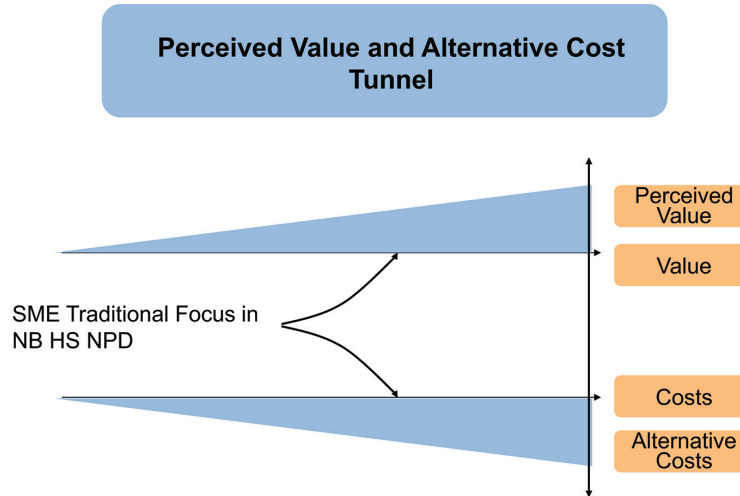 Perceived Value and Alternative Cost
Tunnel
Perceived
Value
Value
SME Traditional Focus in
NB HS NPD
Costs
Alternative
Costs